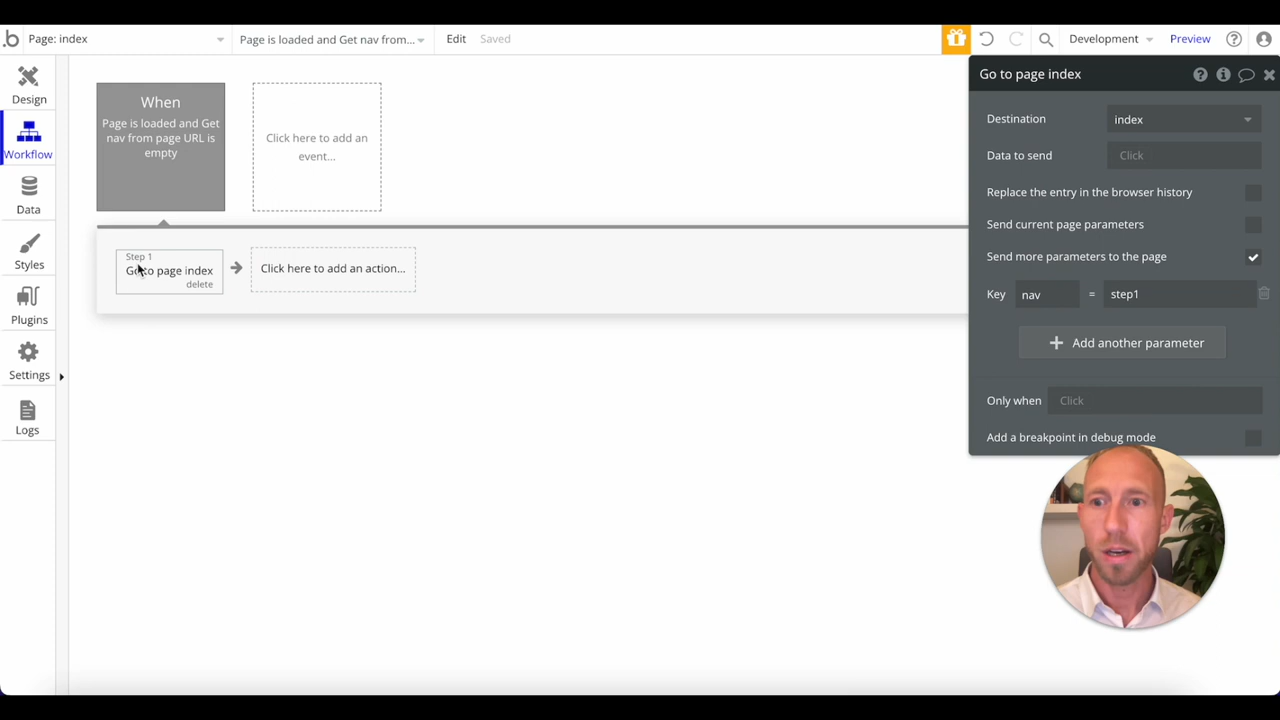 b Page: index Page is loaded and Get nav from... Edit Saved Development Preview
Design
Workflow
Data
Styles
Plugins
Settings
Logs
When
Page is loaded and Get
nav from page URL is
empty
Click here to add an
event...
Step 1
Go to page index
delete
Click here to add an action...
Go to page index
Destination index
Data to send Click
Replace the entry in the browser history
Send current page parameters
Send more parameters to the page
Key nav = step1
Add another parameter
Only when Click
Add a breakpoint in debug mode